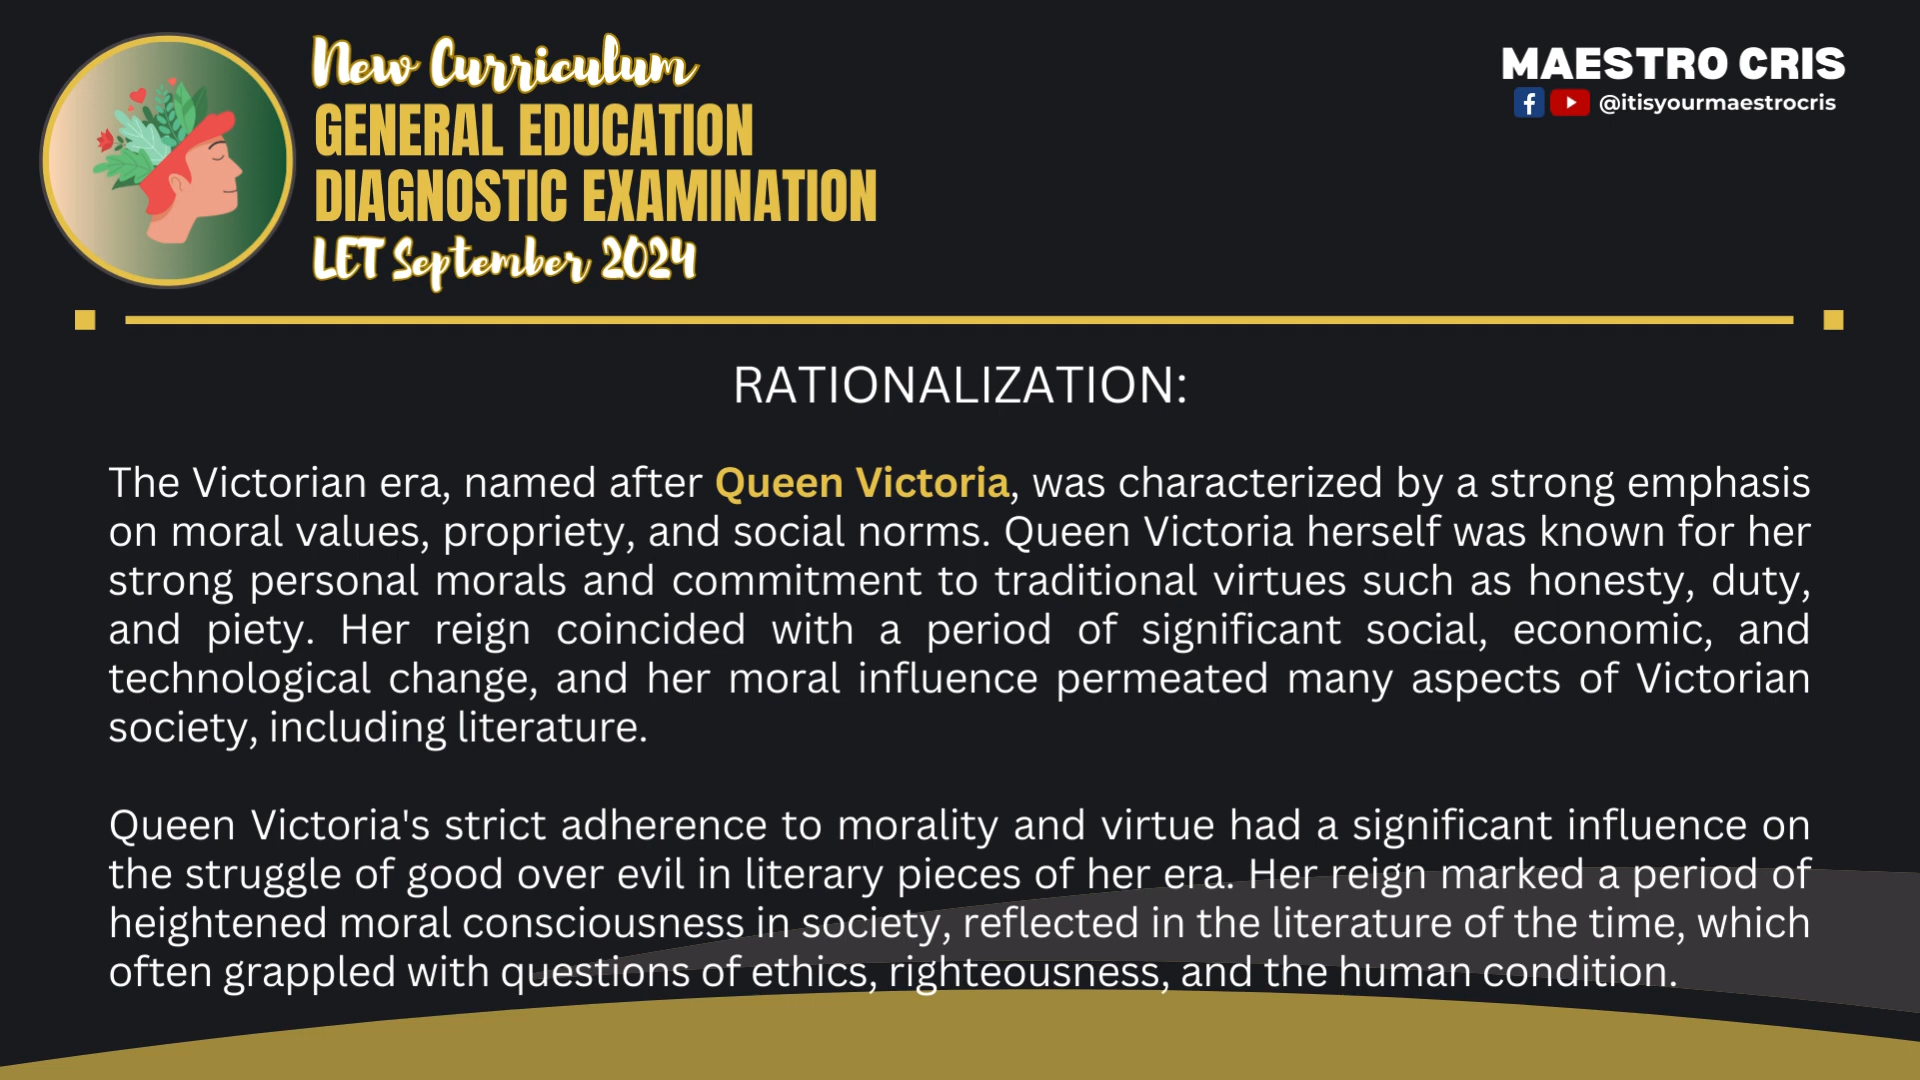 New Curriculum
GENERAL EDUCATION
DIAGNOSTIC EXAMINATION
LET September 2024
MAESTRO CRIS
@itisyourmaestrocris
RATIONALIZATION:
The Victorian era, named after Queen Victoria, was characterized by a strong emphasis
on moral values, propriety, and social norms. Queen Victoria herself was known for her
strong personal morals and commitment to traditional virtues such as honesty, duty,
and piety. Her reign coincided with a period of significant social, economic, and
technological change, and her moral influence permeated many aspects of Victorian
society, including literature.
Queen Victoria's strict adherence to morality and virtue had a significant influence on
the struggle of good over evil in literary pieces of her era. Her reign marked a period of
heightened moral consciousness in society, reflected in the literature of the time, which
often grappled with questions of ethics, righteousness, and the human condition.